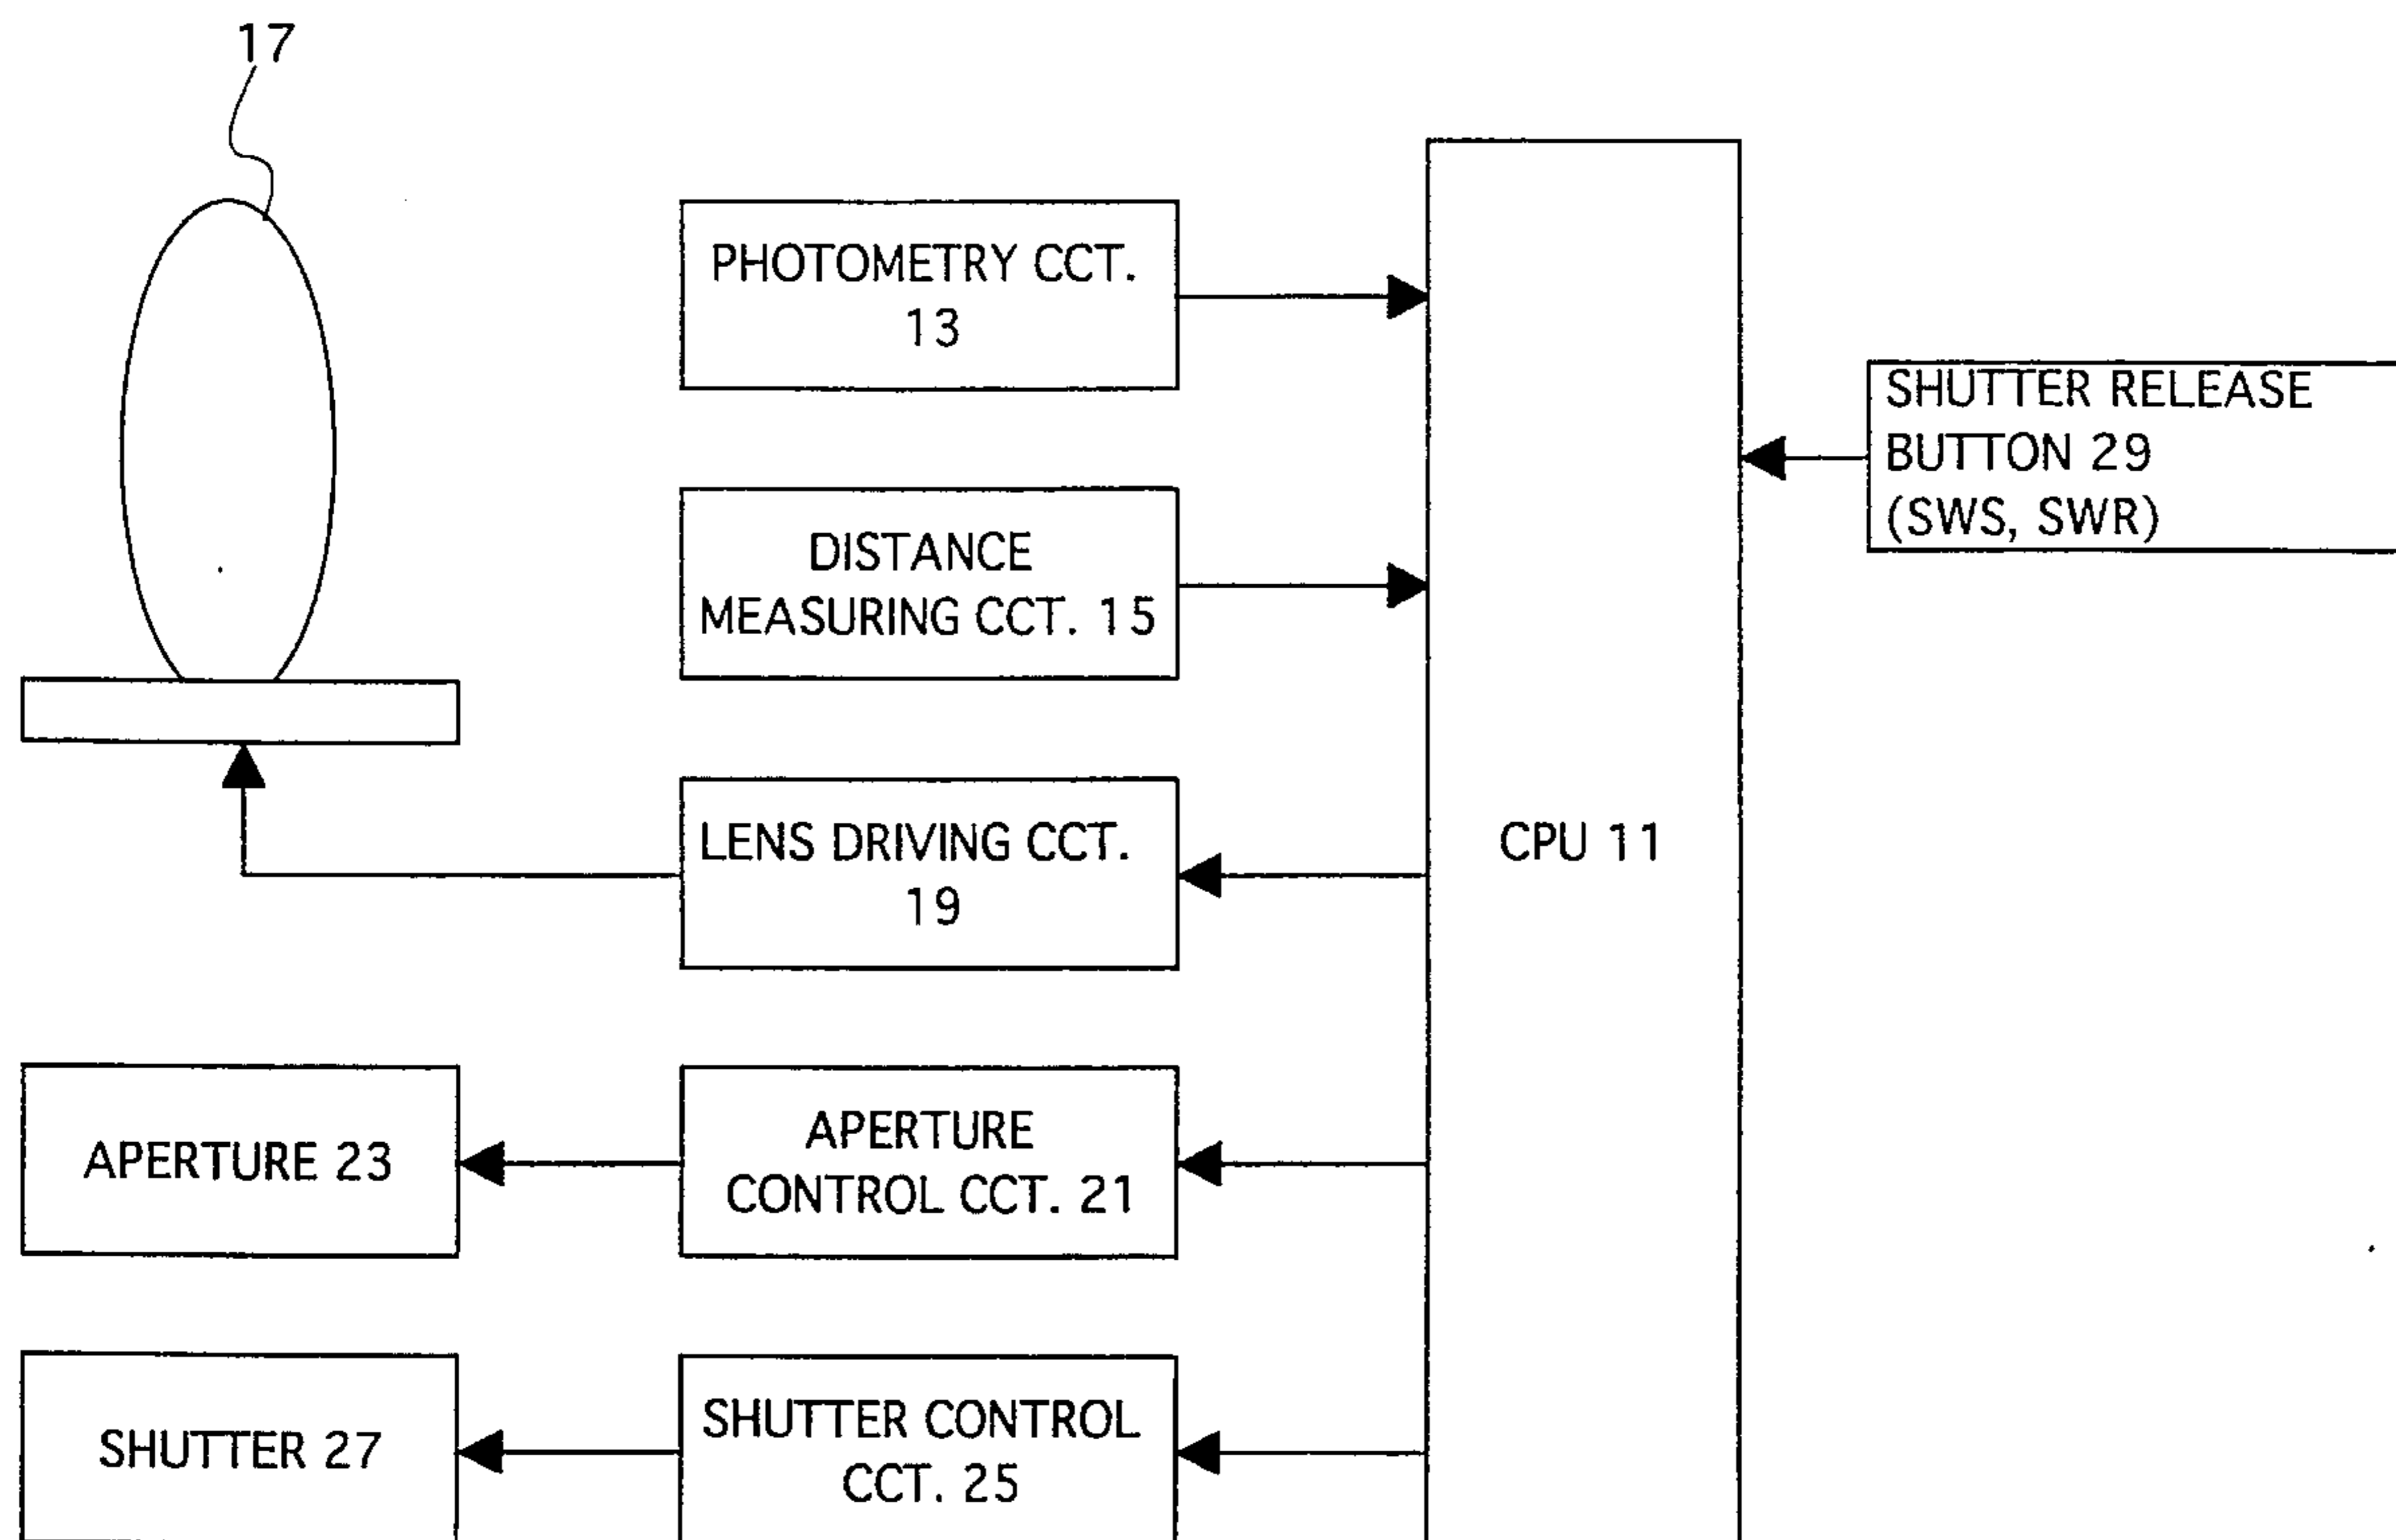 17
PHOTOMETRY CCT.
13
SHUTTER RELEASE
BUTTON 29
(SWS, SWR)
DISTANCE
MEASURING CCT. 15
LENS DRIVING CCT.
19
CPU 11
APERTURE 23
APERTURE
CONTROL CCT. 21
SHUTTER 27
SHUTTER CONTROL
CCT. 25